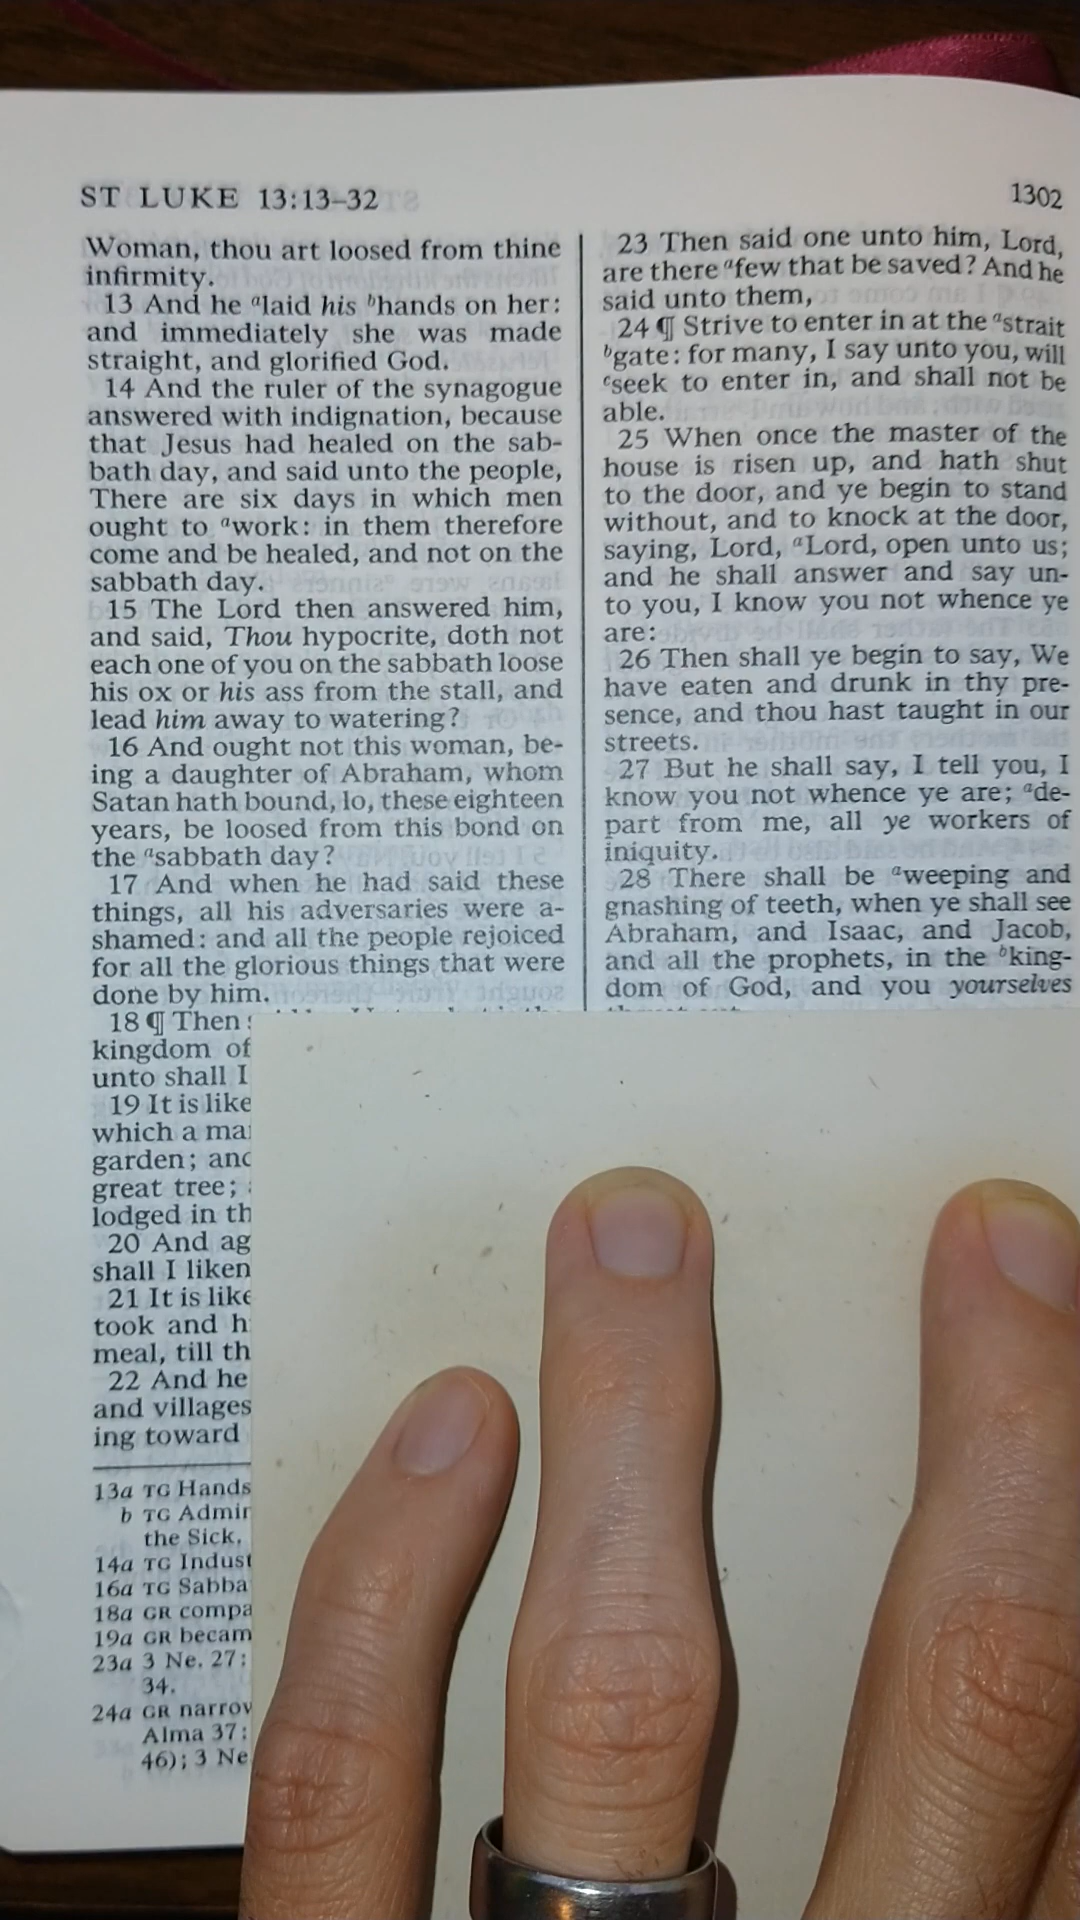 ST LUKE 13:13–32
1302
Woman, thou art loosed from thine
infirmity.
13 And he ᵃlaid his ᵇhands on her:
and immediately she was made
straight, and glorified God.
14 And the ruler of the synagogue
answered with indignation, because
that Jesus had healed on the sab-
bath day, and said unto the people,
There are six days in which men
ought to ᵃwork: in them therefore
come and be healed, and not on the
sabbath day.
15 The Lord then answered him,
and said, Thou hypocrite, doth not
each one of you on the sabbath loose
his ox or his ass from the stall, and
lead him away to watering?
16 And ought not this woman, be-
ing a daughter of Abraham, whom
Satan hath bound, lo, these eighteen
years, be loosed from this bond on
the ᵃsabbath day?
17 And when he had said these
things, all his adversaries were a-
shamed: and all the people rejoiced
for all the glorious things that were
done by him.
18 ¶ Then
kingdom of
unto shall I
19 It is like
which a
garden;
great tree;
lodged in
20 And
shall I liken
21 It is like
took and
meal, till
22 And he
and villages
ing toward
13a TG Hands
b TG
the Sick,
14a TG
16a TG
18a GR
19a GR
23a 3 Ne. 27:
34.
24a GR
Alma 37:
46); 3 Ne
23 Then said one unto him, Lord,
are there ᵃfew that be saved? And he
said unto them,
24 ¶ Strive to enter in at the ᵃstrait
ᵇgate: for many, I say unto you, will
ᶜseek to enter in, and shall not be
able.
25 When once the master of the
house is risen up, and hath shut
to the door, and ye begin to stand
without, and to knock at the door,
saying, Lord, ᵃLord, open unto us;
and he shall answer and say un-
to you, I know you not whence ye
are:
26 Then shall ye begin to say, We
have eaten and drunk in thy pre-
sence, and thou hast taught in our
streets.
27 But he shall say, I tell you, I
know you not whence ye are; ᵃde-
part from me, all ye workers of
iniquity.
28 There shall be ᵃweeping and
gnashing of teeth, when ye shall see
Abraham, and Isaac, and Jacob,
and all the prophets, in the ᵇking-
dom of God, and you yourselves